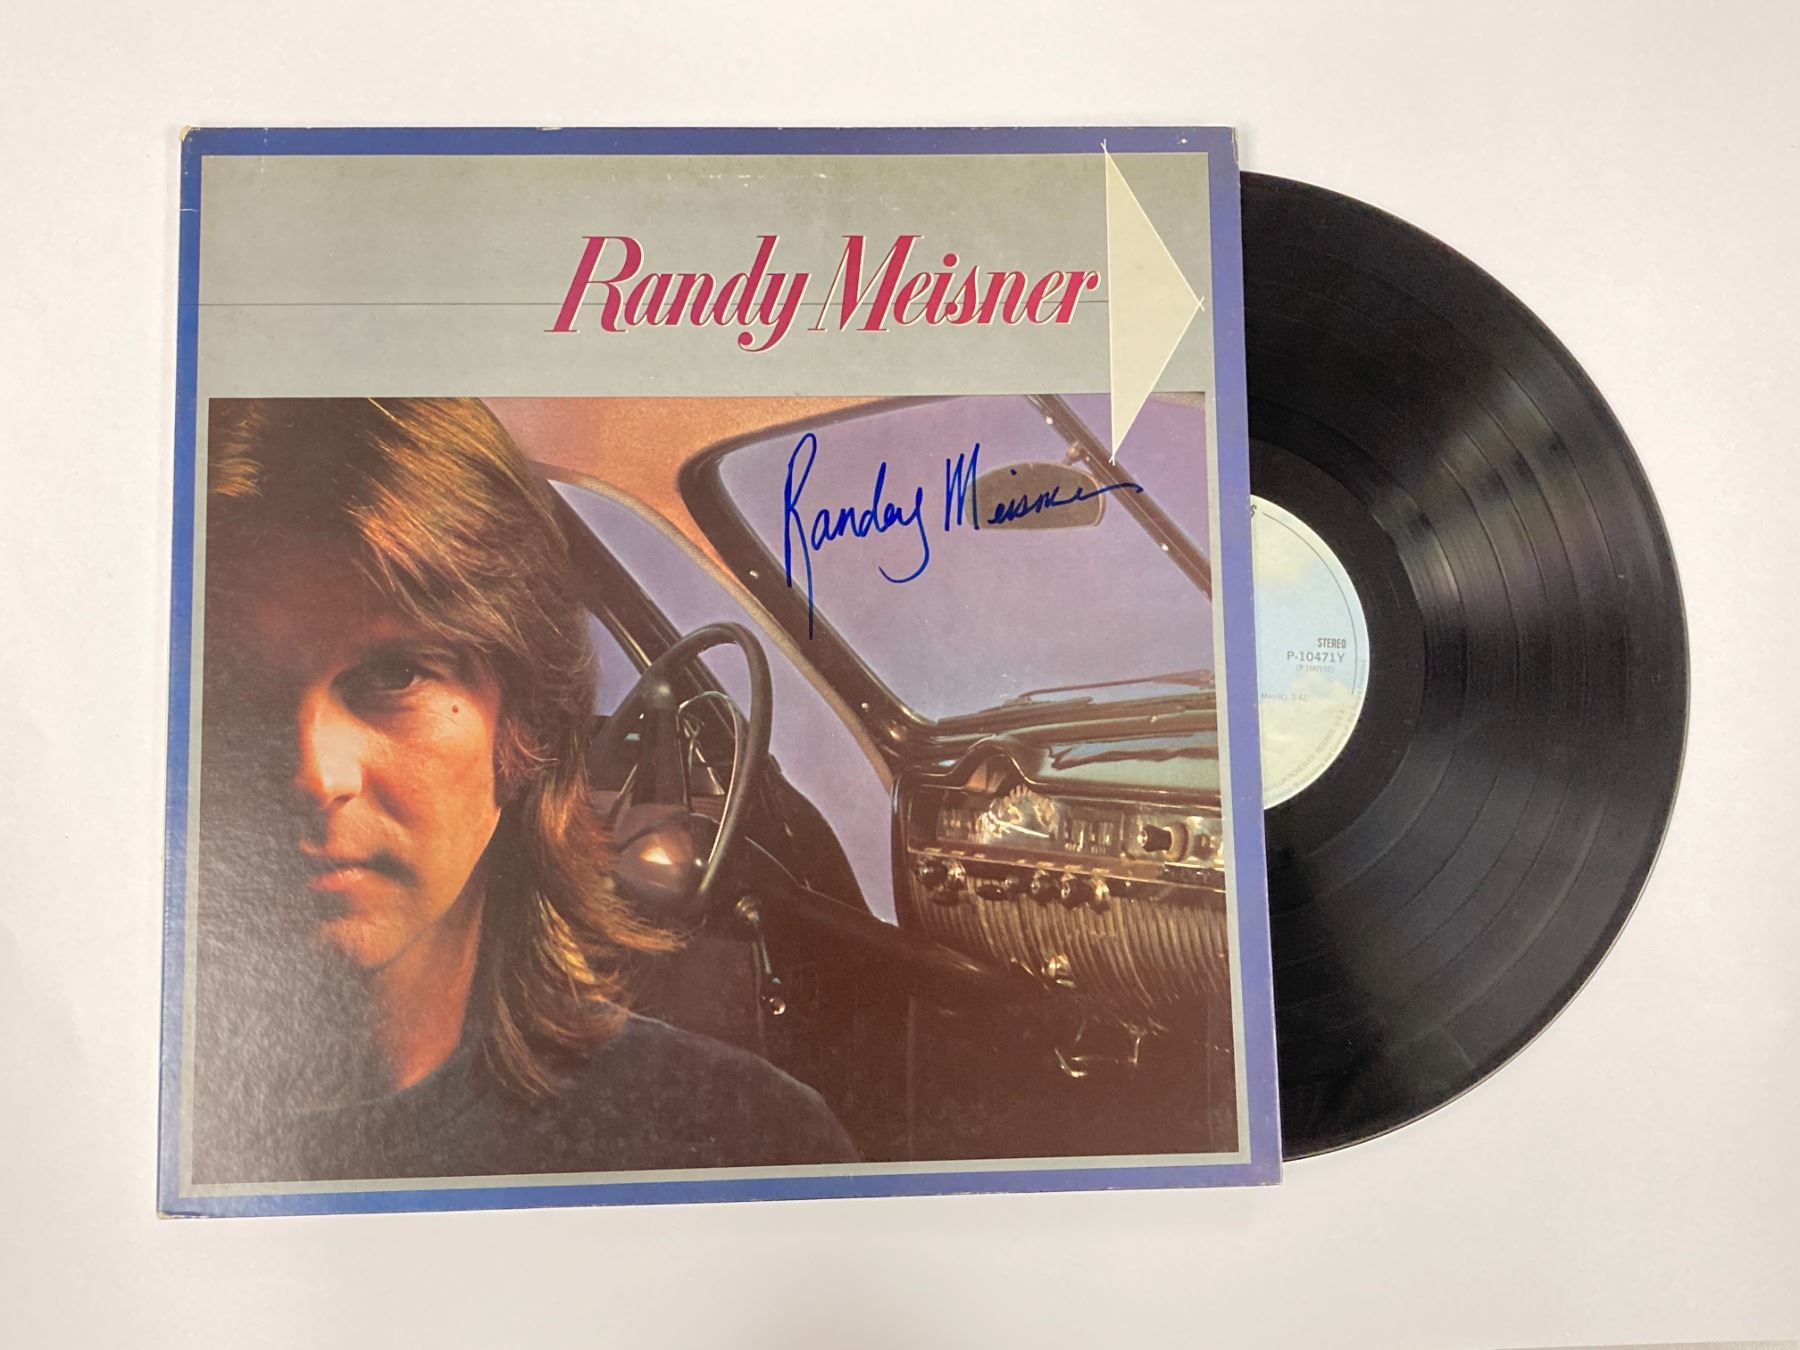 Randy Meisner
Randy Meisner
STEREO
P-10471Y